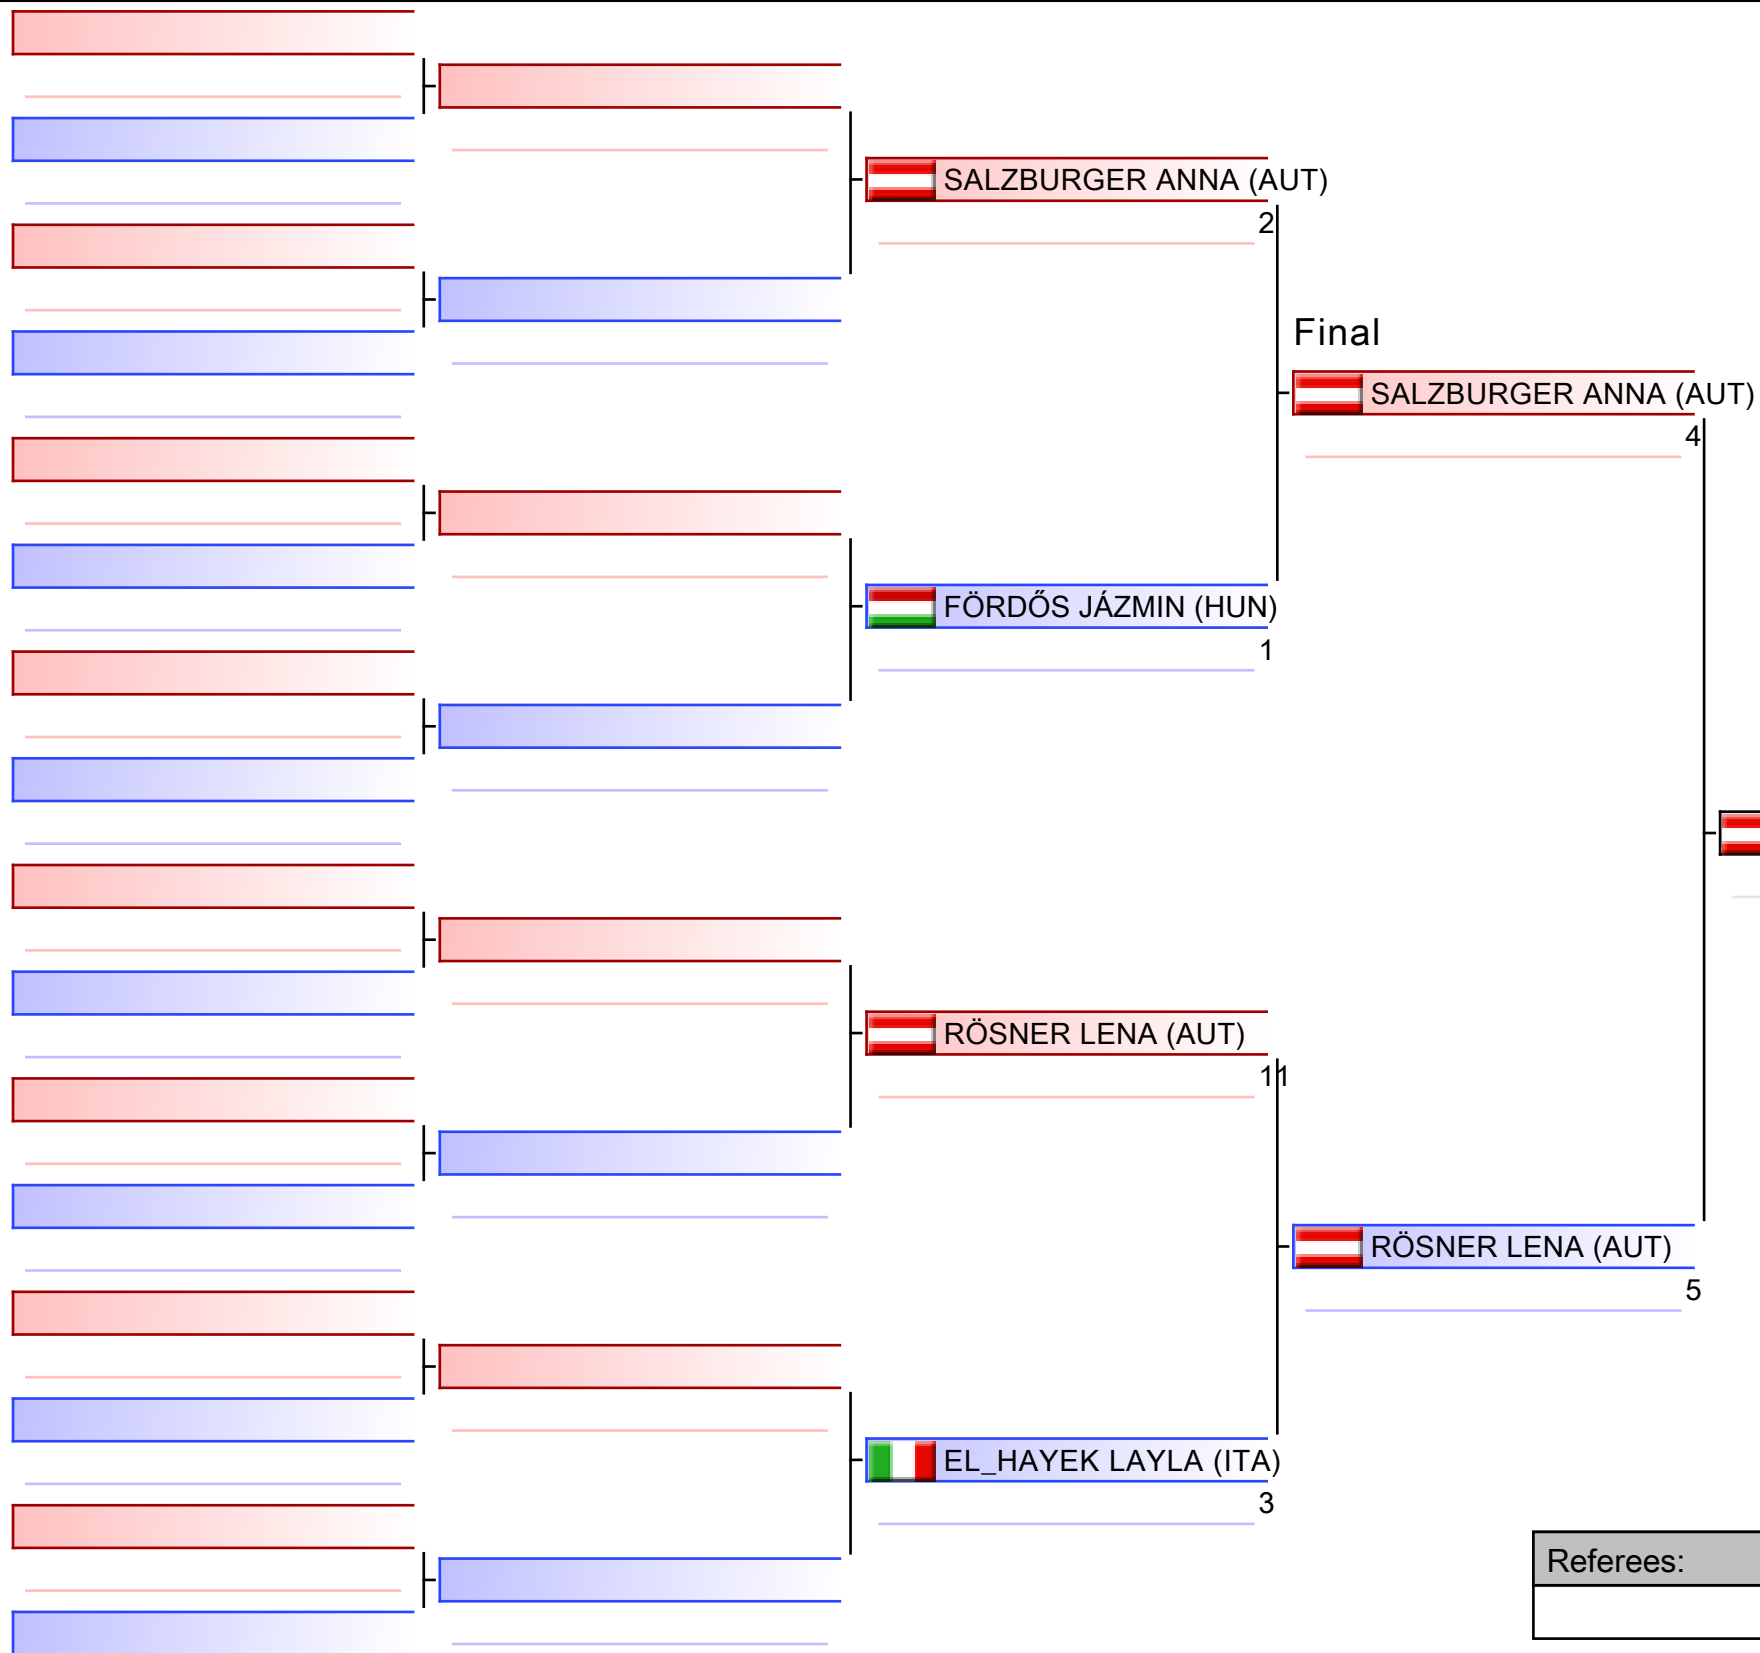 SALZBURGER ANNA (AUT)
2
Final
SALZBURGER ANNA (AUT)
4
FÖRDŐS JÁZMIN (HUN)
1
RÖSNER LENA (AUT)
11
RÖSNER LENA (AUT)
5
EL_HAYEK LAYLA (ITA)
3
Referees: